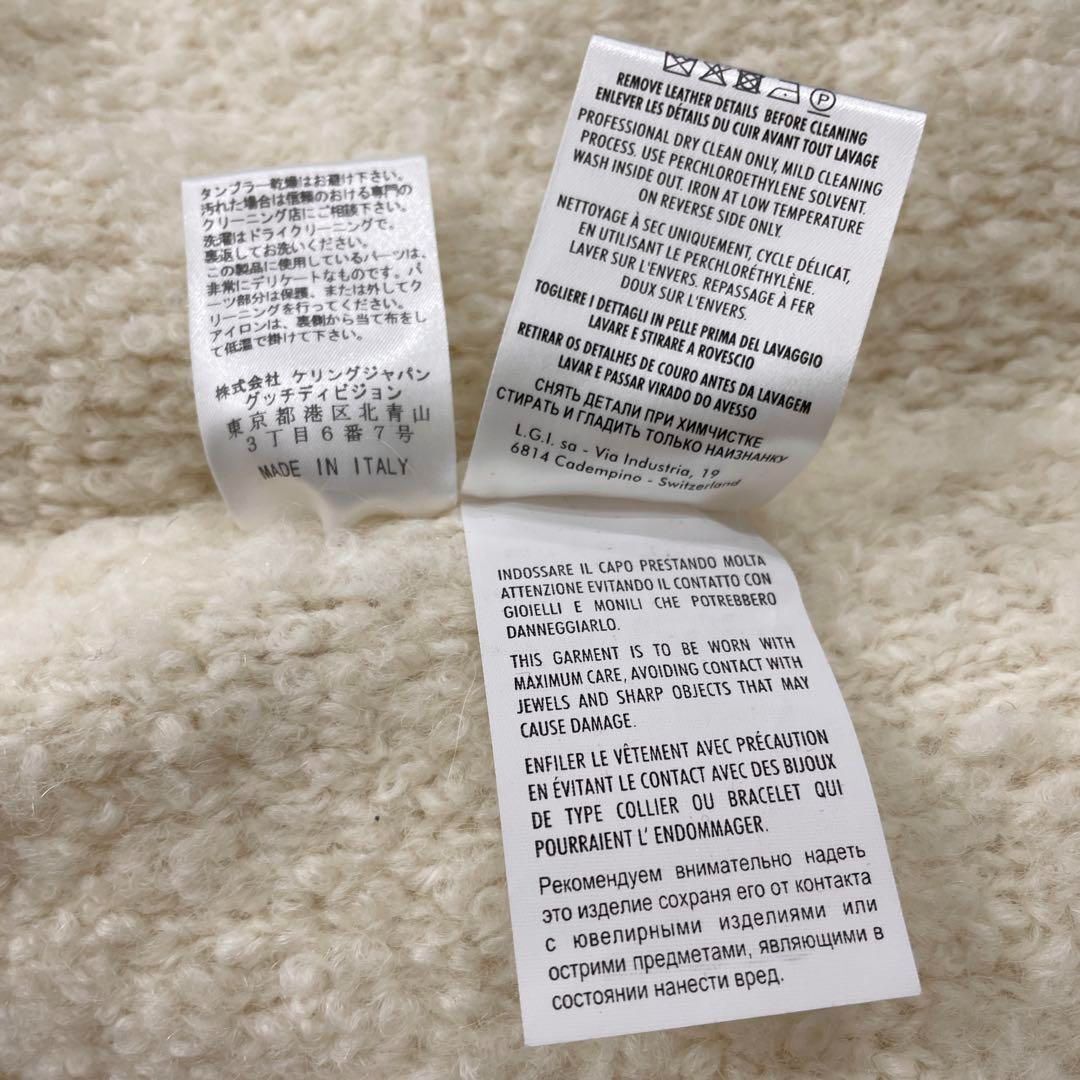 タンブラー乾燥はお避け下さい。
汚れた場合は信頼のおける専門の
クリーニング店にご相談下さい。
洗濯はドライクリーニングで。
裏返してお洗いください。
この製品に使用しているパーツは、
非常にデリケートなものです。パ
ーツ部分は保護、または外してク
リーニングを行ってください。
アイロンは、裏側から当て布をし
て低温で掛けて下さい。
株式会社 ケリングジャパン
グッチディビジョン
東京都港区北青山
3丁目6番7号
MADE IN ITALY
P
REMOVE LEATHER DETAILS BEFORE CLEANING
ENLEVER LES DÉTAILS DU CUIR AVANT TOUT LAVAGE
PROFESSIONAL DRY CLEAN ONLY, MILD CLEANING
PROCESS. USE PERCHLOROETHYLENE SOLVENT.
WASH INSIDE OUT. IRON AT LOW TEMPERATURE
ON REVERSE SIDE ONLY.
NETTOYAGE À SEC UNIQUEMENT, CYCLE DÉLICAT,
EN UTILISANT LE PERCHLORÉTHYLÈNE.
LAVER SUR L'ENVERS. REPASSAGE À FER
DOUX SUR L'ENVERS.
TOGLIERE I DETTAGLI IN PELLE PRIMA DEL LAVAGGIO
LAVARE E STIRARE A ROVESCIO
RETIRAR OS DETALHES DE COURO ANTES DA LAVAGEM
LAVAR E PASSAR VIRADO DO AVESSO
СНЯТЬ ДЕТАЛИ ПРИ ХИМЧИСТКЕ
СТИРАТЬ И ГЛАДИТЬ ТОЛЬКО НАИЗНАНКУ
L.G.I. sa - Via Industria, 19
6814 Cadempino - Switzerland
INDOSSARE IL CAPO PRESTANDO MOLTA
ATTENZIONE EVITANDO IL CONTATTO CON
GIOIELLI E MONILI CHE POTREBBERO
DANNEGGIARLO.
THIS GARMENT IS TO BE WORN WITH
MAXIMUM CARE, AVOIDING CONTACT WITH
JEWELS AND SHARP OBJECTS THAT MAY
CAUSE DAMAGE.
ENFILER LE VÊTEMENT AVEC PRÉCAUTION
EN ÉVITANT LE CONTACT AVEC DES BIJOUX
DE TYPE COLLIER OU BRACELET QUI
POURRAIENT L' ENDOMMAGER.
Рекомендуем внимательно надеть
это изделие сохраня его от контакта
с ювелирными изделиями или
острими предметами, являющими в
состоянии нанести вред.